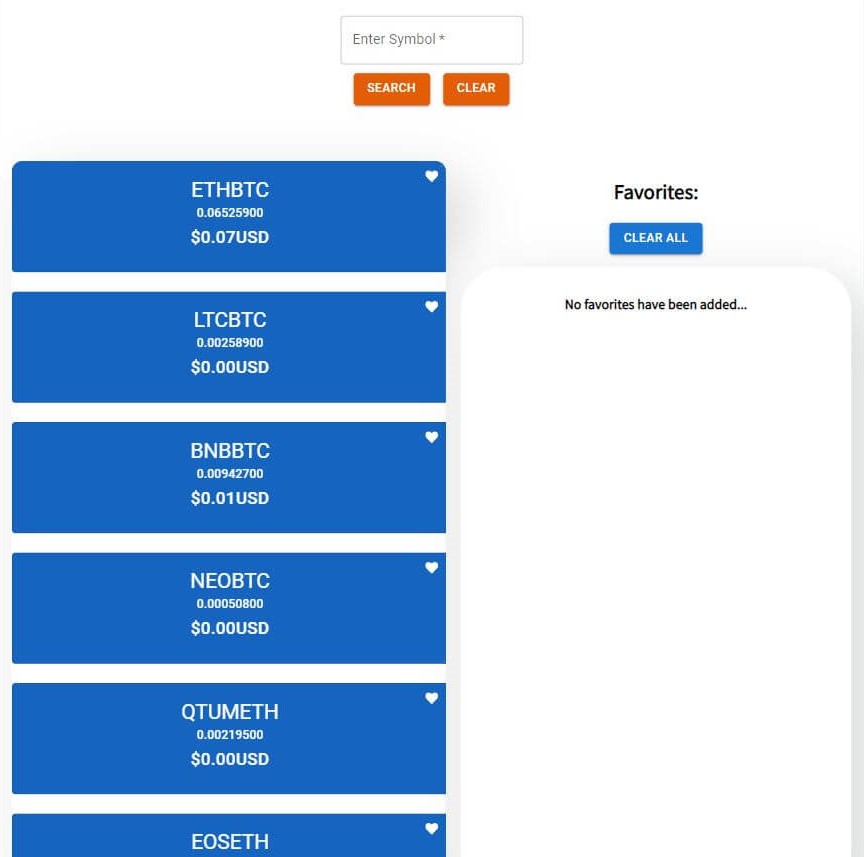 Enter Symbol *
SEARCH
CLEAR
ETHBTC
0.06525900
$0.07USD
LTCBTC
0.00258900
$0.00USD
BNBBTC
0.00942700
$0.01USD
NEOBTC
0.00050800
$0.00USD
QTUMETH
0.00219500
$0.00USD
EOSETH
Favorites:
CLEAR ALL
No favorites have been added...